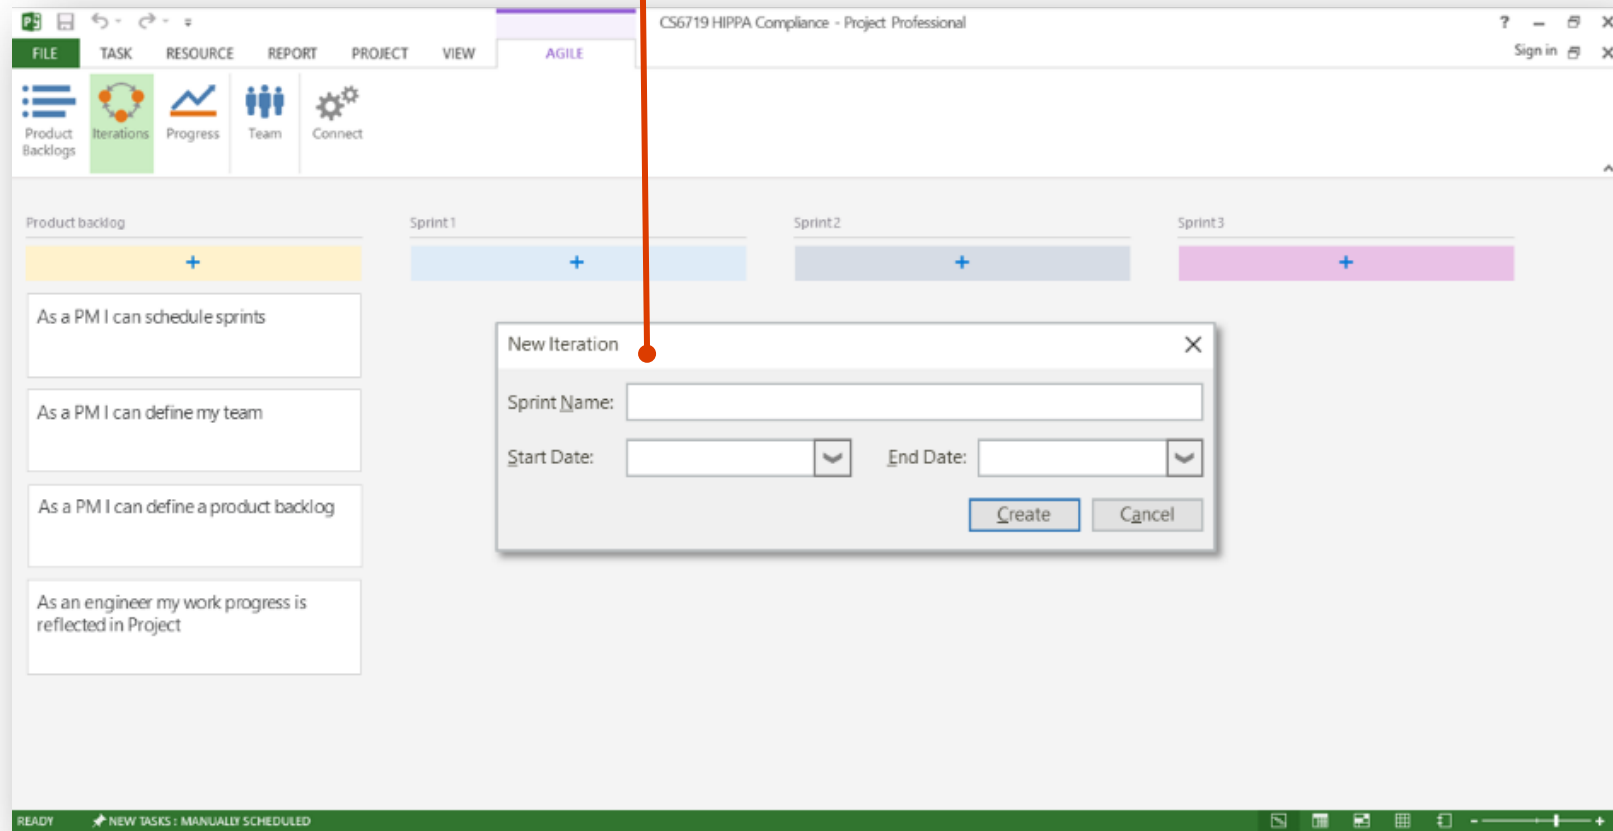 CS6719 HIPPA Compliance - Project Professional
?
FILE TASK RESOURCE REPORT PROJECT VIEW AGILE
Sign in
Product Backlogs
Iterations
Progress
Team
Connect
Product backlog
Sprint1
Sprint2
Sprint3
+
+
+
+
As a PM I can schedule sprints
As a PM I can define my team
As a PM I can define a product backlog
As an engineer my work progress is
reflected in Project
New Iteration
Sprint Name:
Start Date:
End Date:
Create
Cancel
READY
NEW TASKS : MANUALLY SCHEDULED